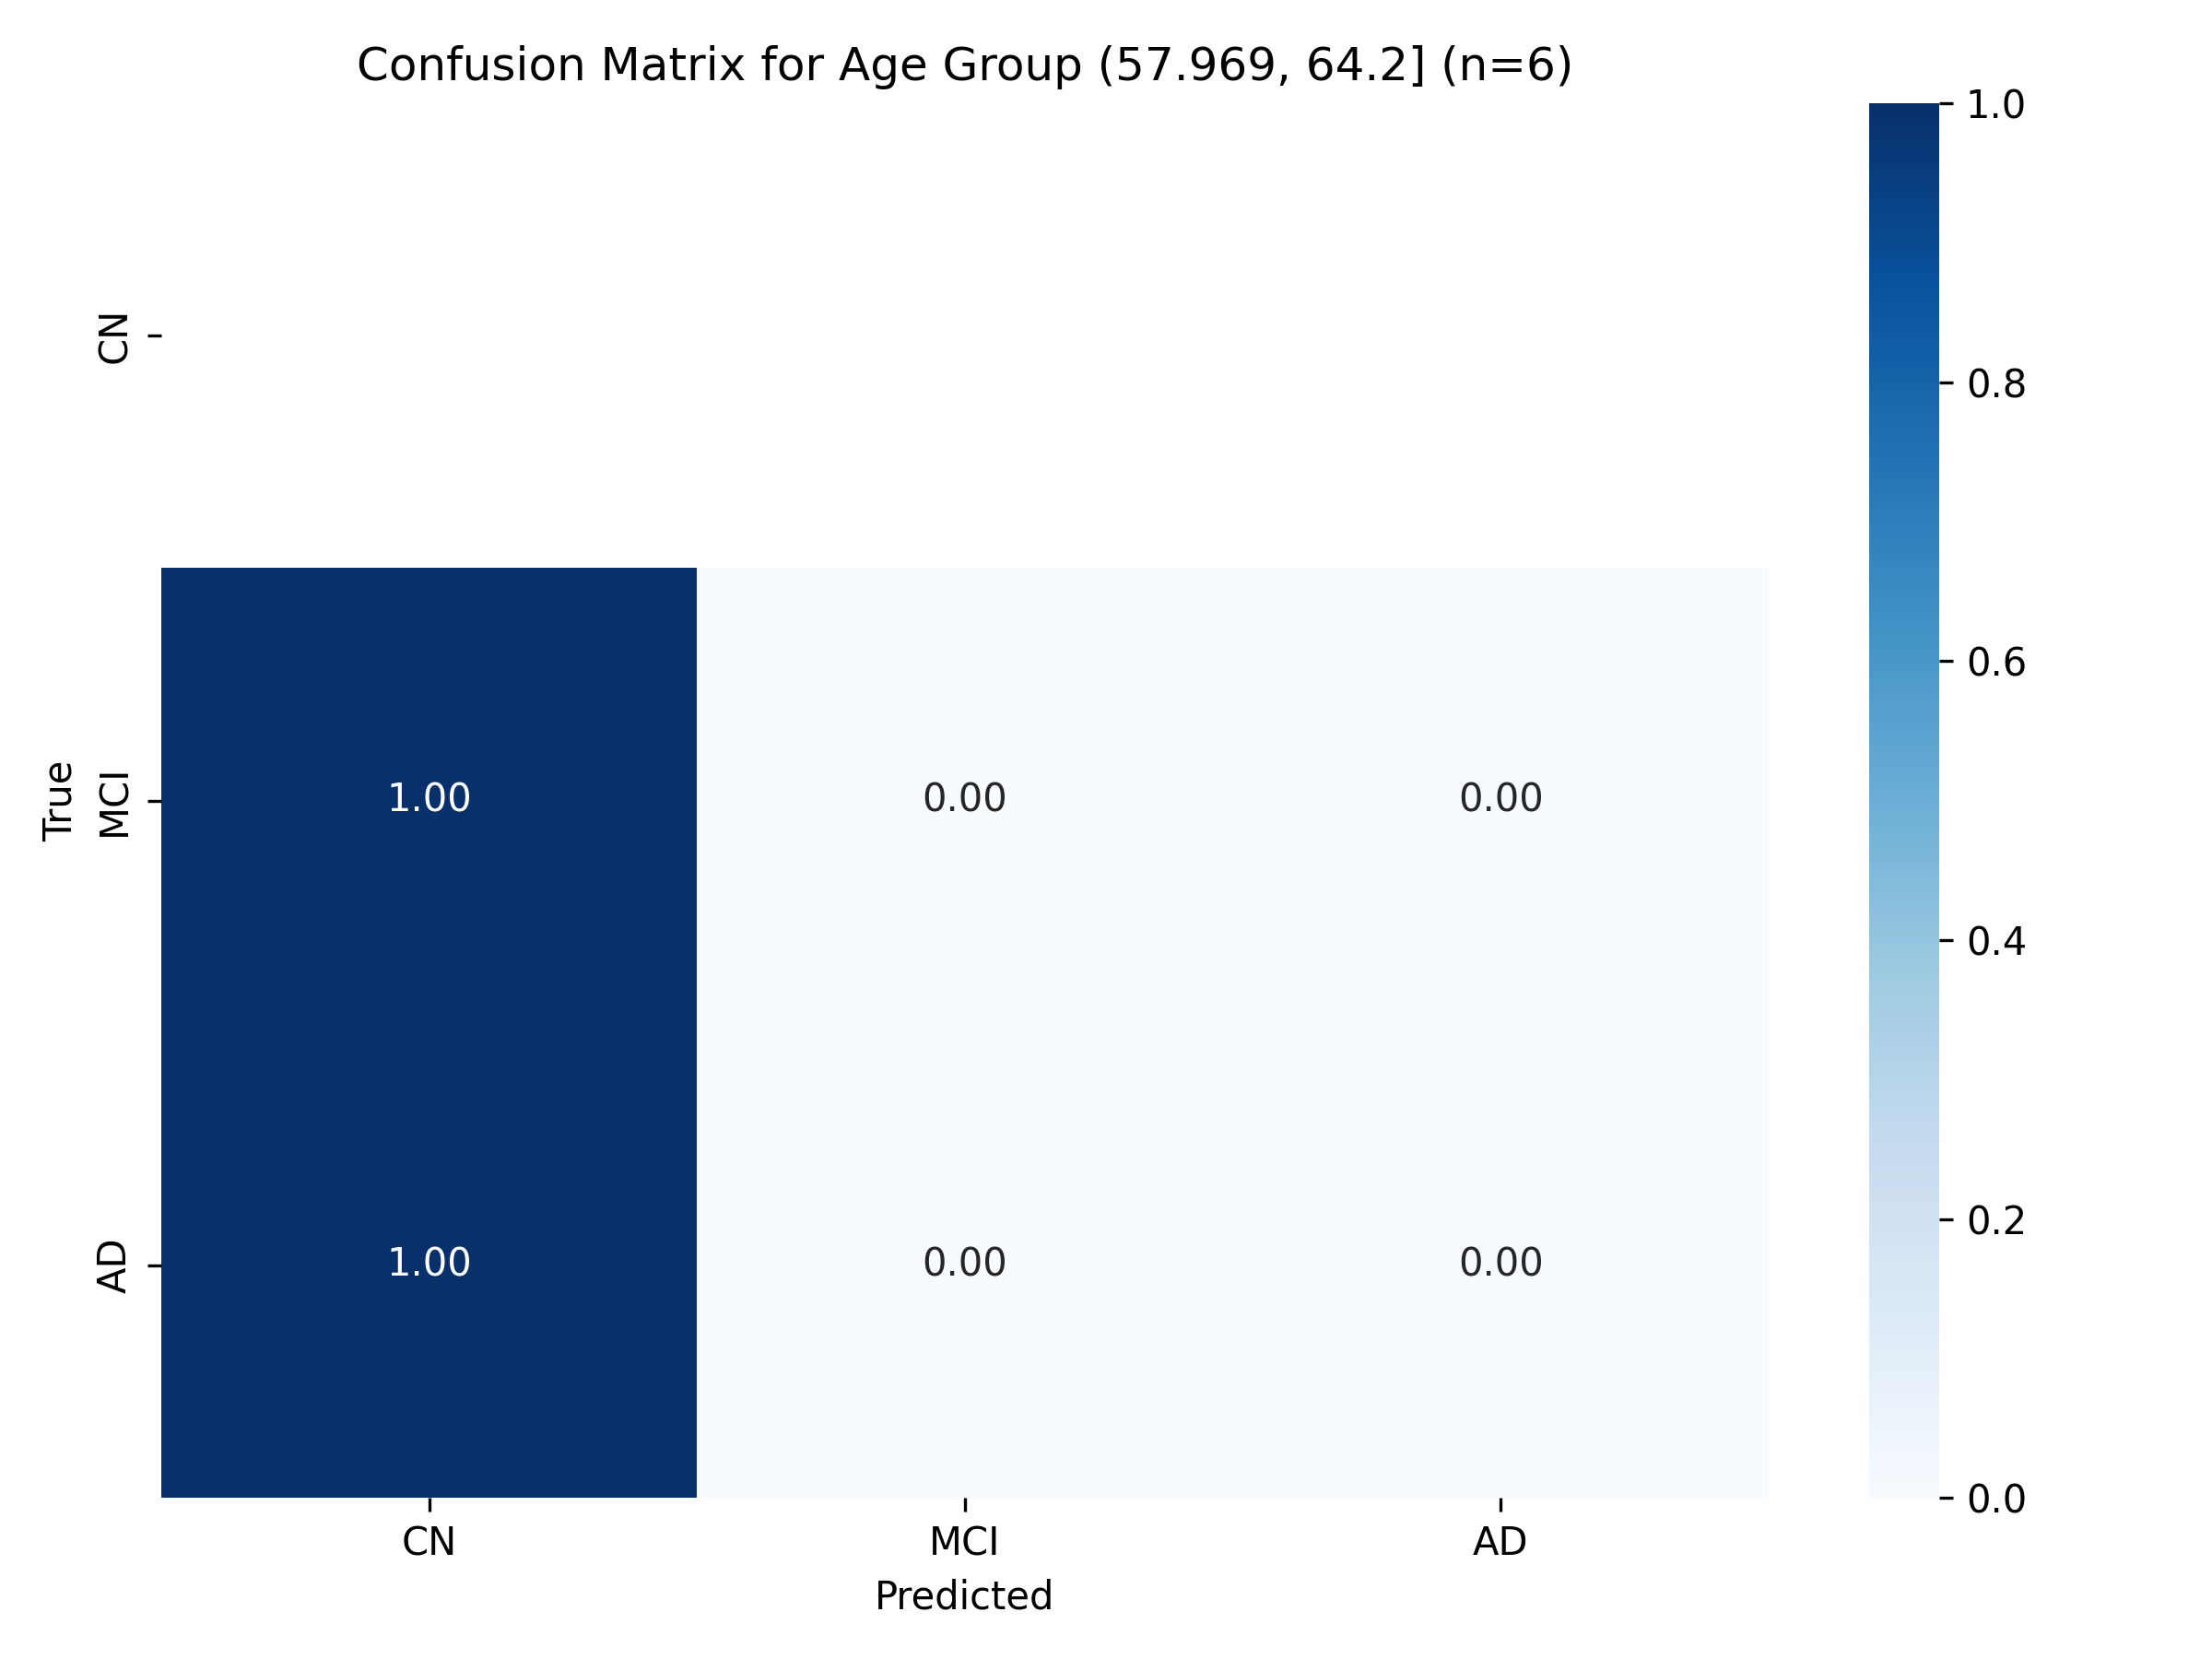 Confusion Matrix for Age Group (57.969, 64.2] (n=6)
1.0
CN
0.8
0.6
True
MCI
1.00 0.00 0.00
0.4
AD
1.00 0.00 0.00
0.2
0.0
CN MCI AD
Predicted